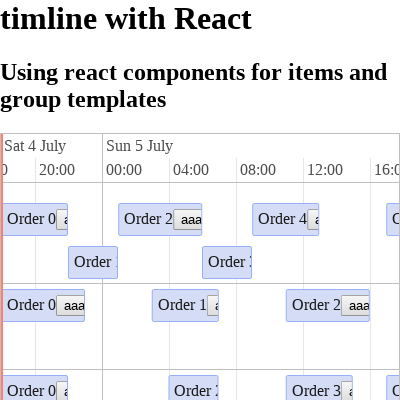 timline with React
Using react components for items and
group templates
Sat 4 July Sun 5 July
20:00 00:00 04:00 08:00 12:00
Order 0 Order 2 aaa Order 4
Order
Order 0 aaa Order 1 Order 2 aaa
Order 0 Order Order 3